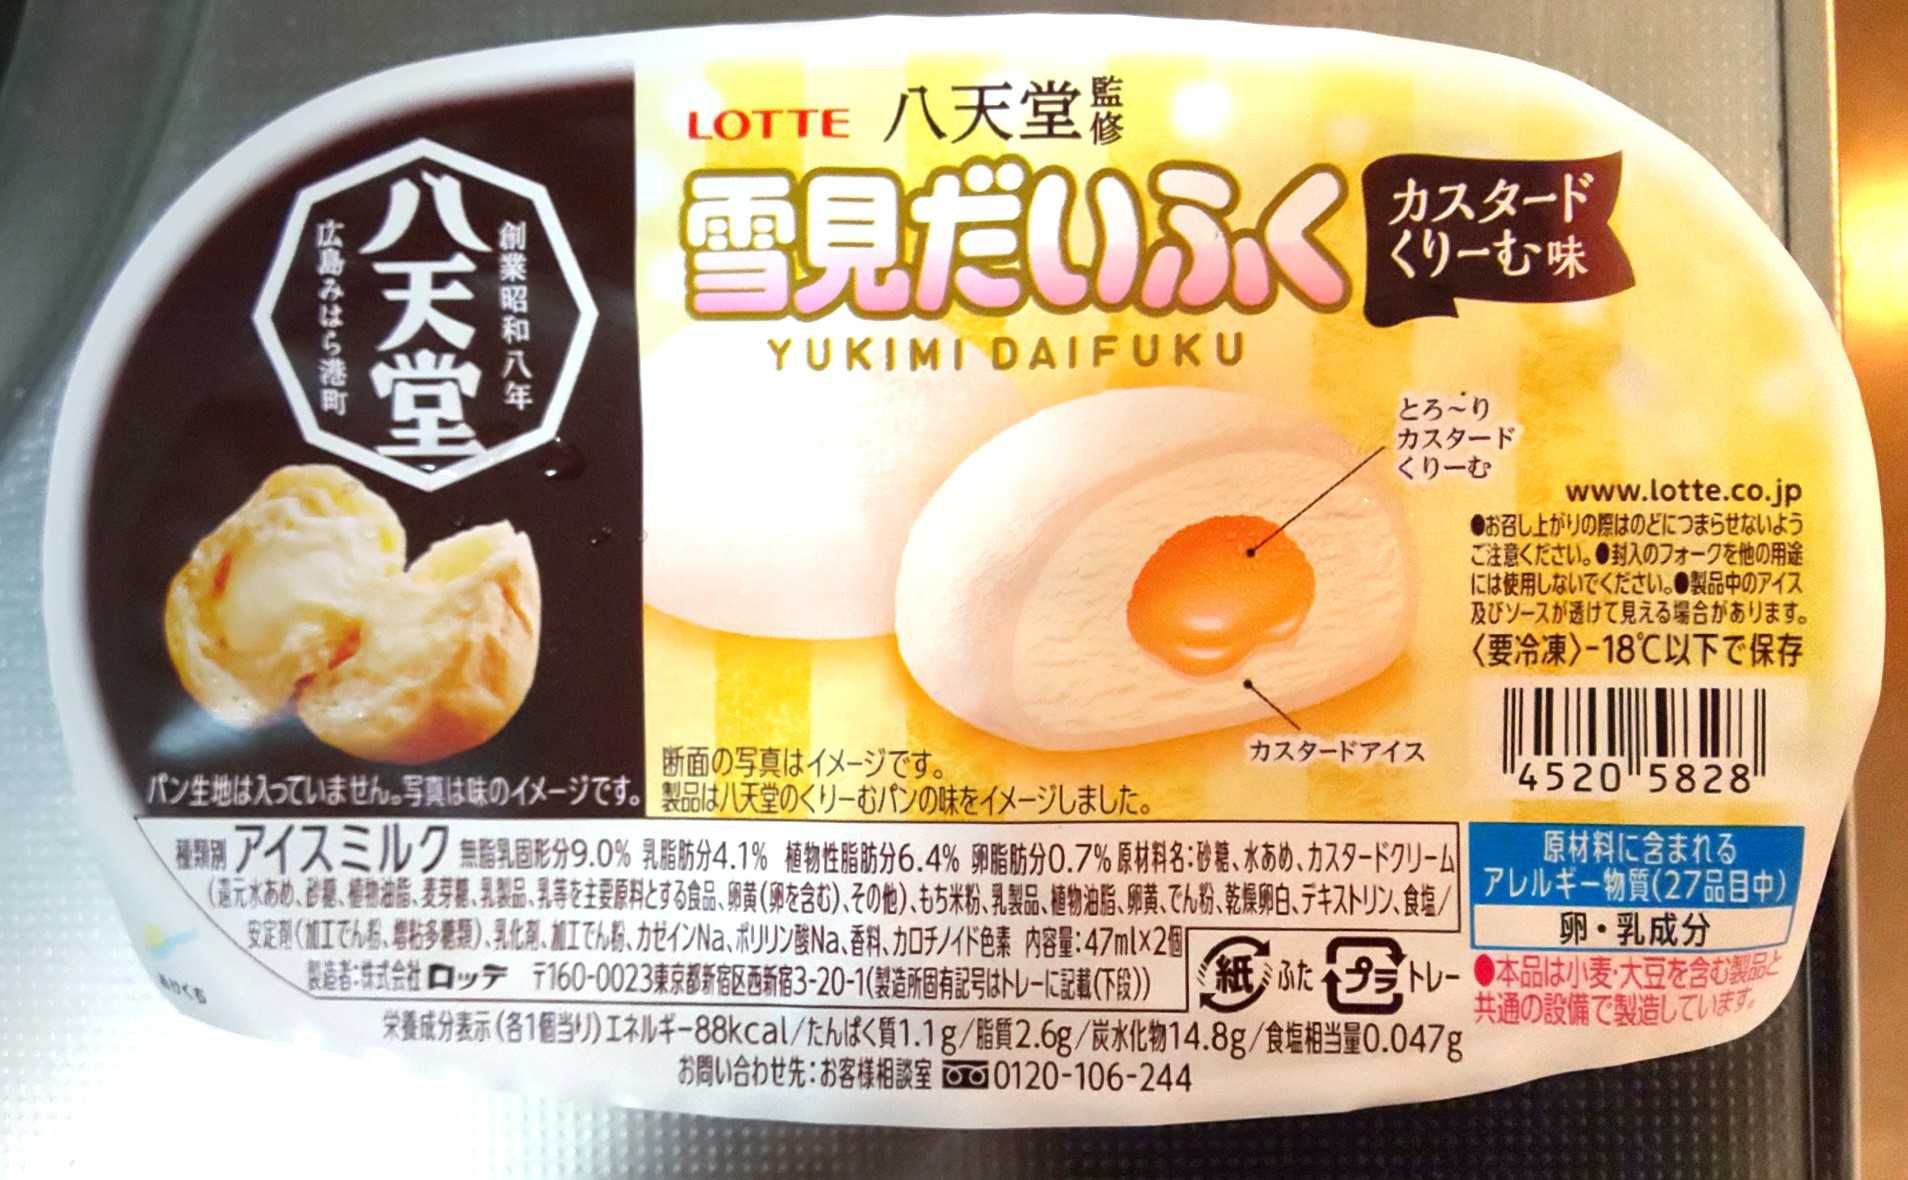 八天堂
創業昭和八年
広島みはら港町
パン生地は入っていません。写真は味のイメージです。
LOTTE 八天堂監修
雪見だいふく
カスタード
くりーむ味
YUKIMI DAIFUKU
とろ～り
カスタード
くりーむ
カスタードアイス
断面の写真はイメージです。
製品は八天堂のくりーむパンの味をイメージしました。
www.lotte.co.jp
●お召し上がりの際はのどにつまらせないよう
ご注意ください。●封入のフォークを他の用途
には使用しないでください。●製品中のアイス
及びソースが透けて見える場合があります。
〈要冷凍〉-18℃以下で保存
4520 5828
種類別 アイスミルク 無脂乳固形分9.0% 乳脂肪分4.1% 植物性脂肪分6.4% 卵脂肪分0.7% 原材料名:砂糖、水あめ、カスタードクリーム
(還元水あめ、砂糖、植物油脂、麦芽糖、乳製品、乳等を主要原料とする食品、卵黄(卵を含む)、その他)、もち米粉、乳製品、植物油脂、卵黄、でん粉、乾燥卵白、デキストリン、食塩/
安定剤(加工でん粉、増粘多糖類)、乳化剤、加工でん粉、カゼインNa、ポリリン酸Na、香料、カロチノイド色素 内容量:47ml×2個
製造者:株式会社 ロッテ 〒160-0023東京都新宿区西新宿3-20-1(製造所固有記号はトレーに記載(下段))
紙 ふた プラ トレー
原材料に含まれる
アレルギー物質(27品目中)
卵・乳成分
●本品は小麦・大豆を含む製品と
共通の設備で製造しています。
栄養成分表示(各1個当り)エネルギー88kcal/たんぱく質1.1g/脂質2.6g/炭水化物14.8g/食塩相当量0.047g
お問い合わせ先:お客様相談室 0120-106-244